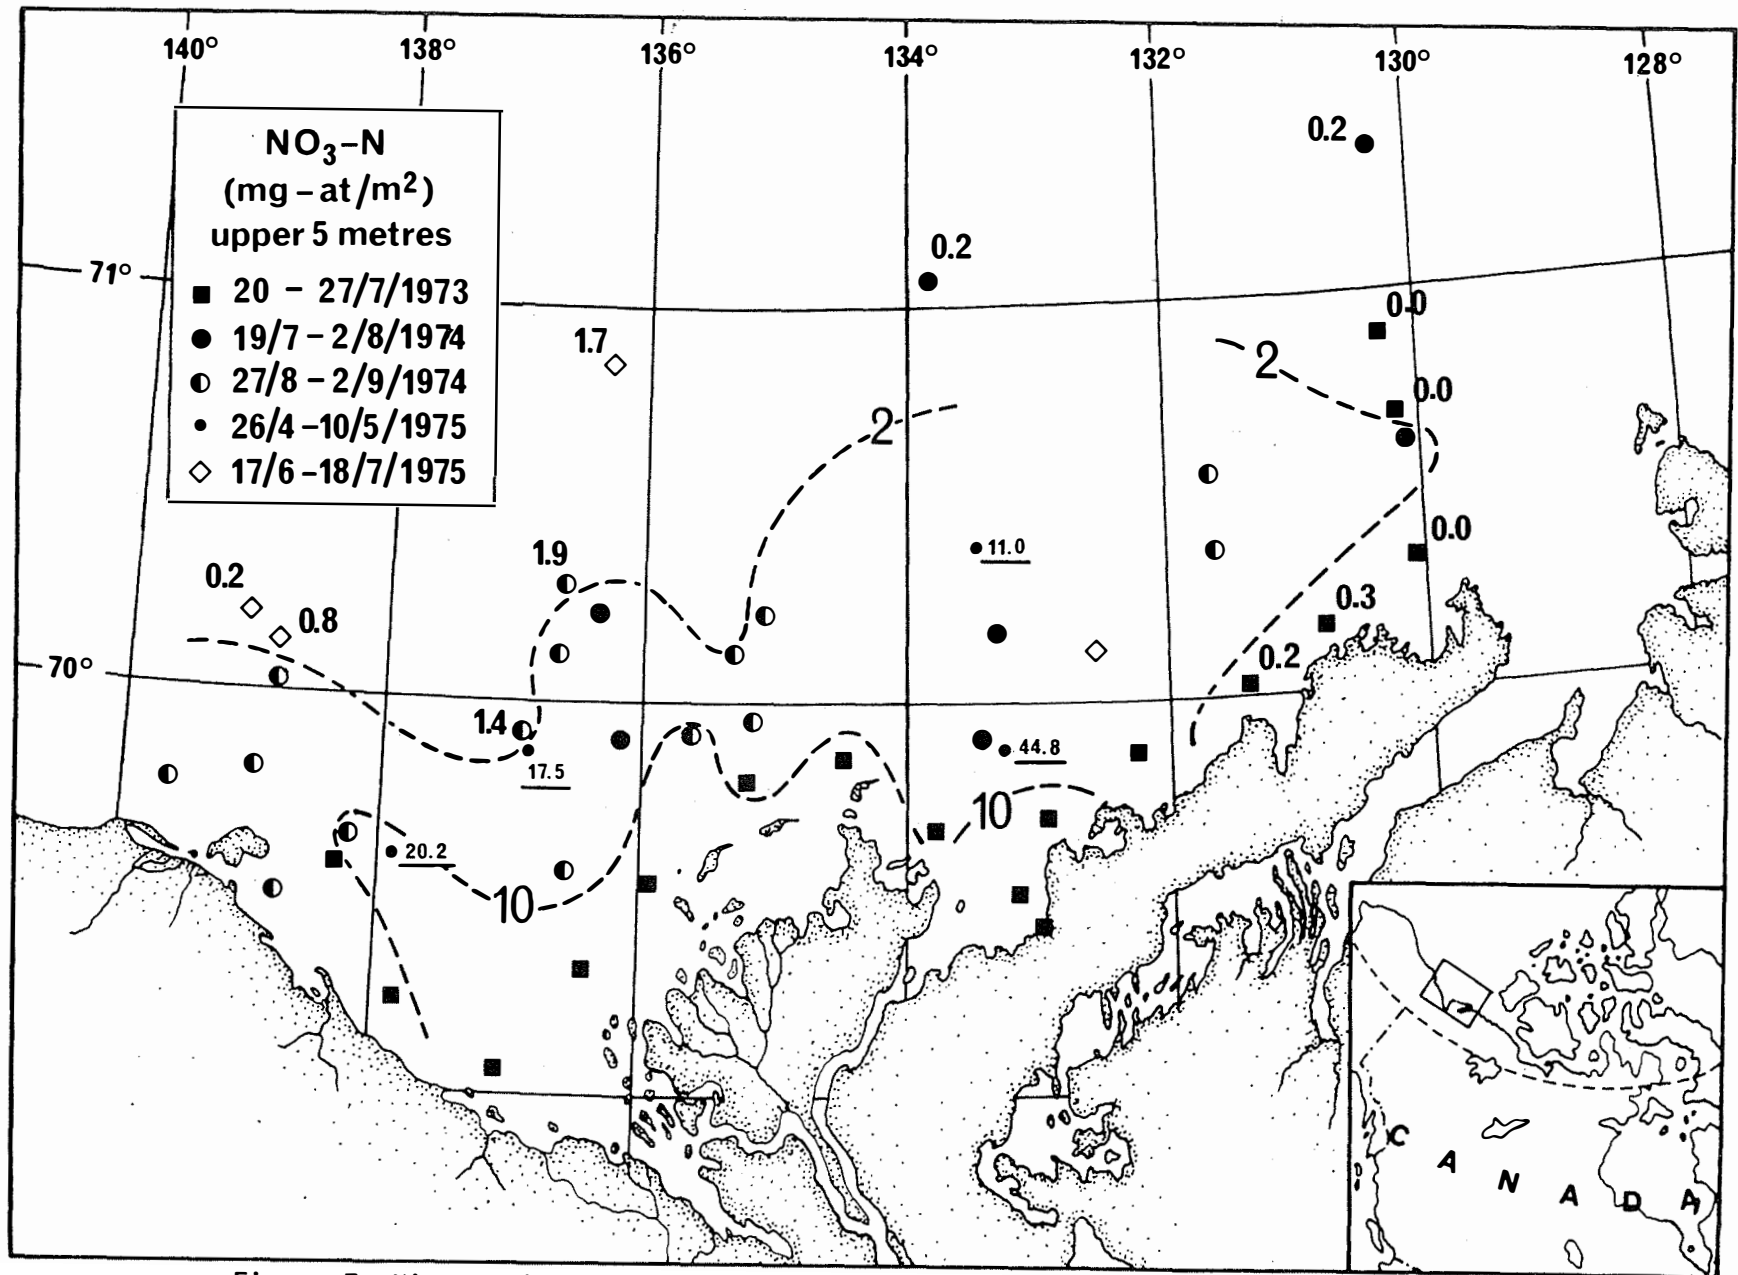 140° 138° 136° 134° 132° 130° 128°
NO₃–N
(mg–at/m²)
upper 5 metres
■ 20 – 27/7/1973
● 19/7 – 2/8/1974
◐ 27/8 – 2/9/1974
• 26/4 – 10/5/1975
◇ 17/6 – 18/7/1975
0.2
0.2
71°
0.0
1.7
2
0.0
2
0.0
1.9
11.0
0.2
0.8
0.3
70°
0.2
1.4
17.5
44.8
10
20.2
10
CANADA